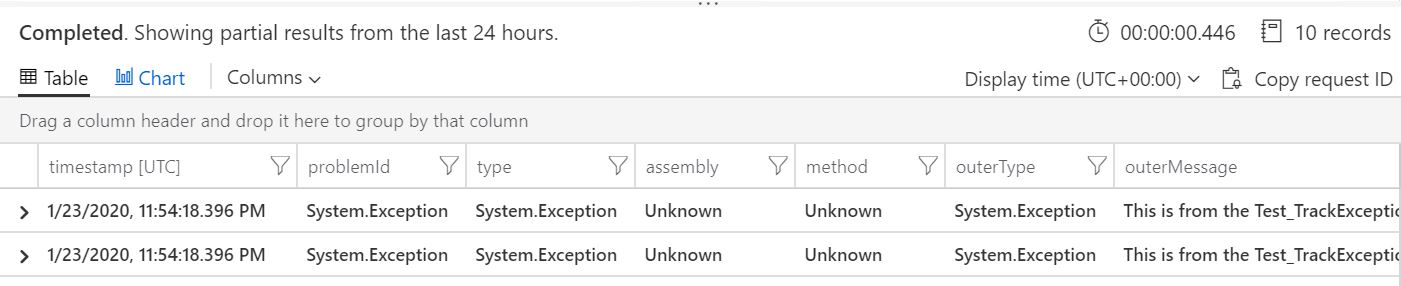 Completed. Showing partial results from the last 24 hours. 00:00:00.446 10 records
Table Chart Columns Display time (UTC+00:00) Copy request ID
Drag a column header and drop it here to group by that column
timestamp [UTC] problemId type assembly method outerType outerMessage
1/23/2020, 11:54:18.396 PM System.Exception System.Exception Unknown Unknown System.Exception This is from the Test_TrackExceptio
1/23/2020, 11:54:18.396 PM System.Exception System.Exception Unknown Unknown System.Exception This is from the Test_TrackExceptio